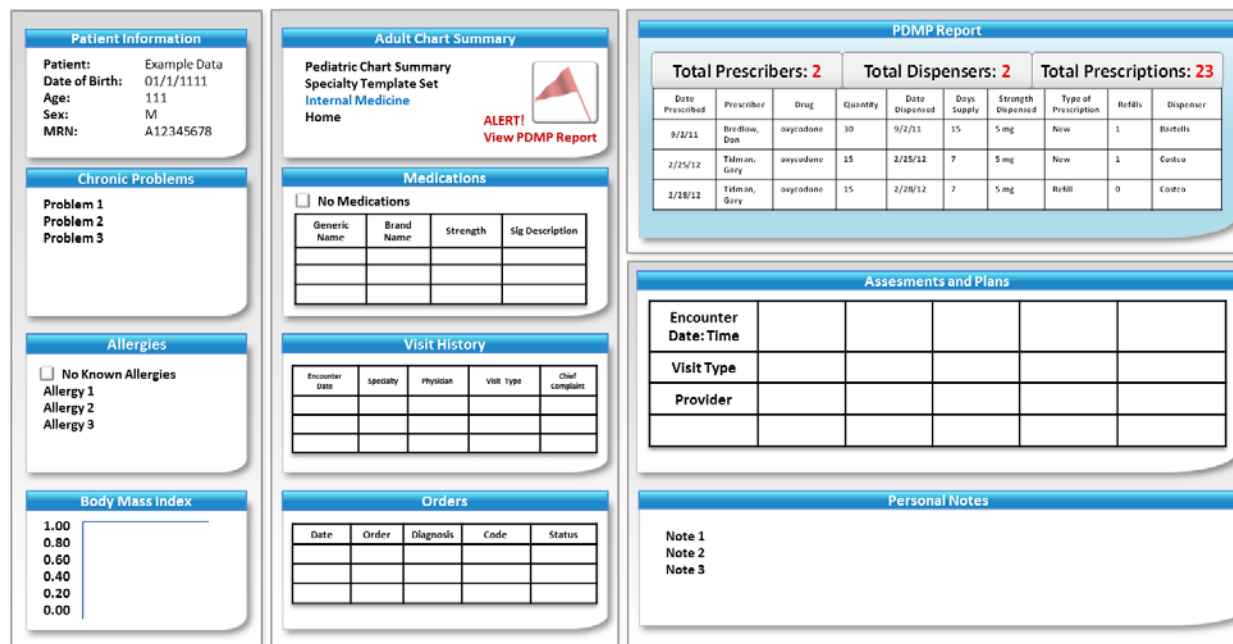 Patient Information
Patient: Example Data
Date of Birth: 01/1/1111
Age: 111
Sex: M
MRN: A12345678
Chronic Problems
Problem 1
Problem 2
Problem 3
Allergies
No Known Allergies
Allergy 1
Allergy 2
Allergy 3
Body Mass Index
1.00
0.80
0.60
0.40
0.20
0.00
Adult Chart Summary
Pediatric Chart Summary
Specialty Template Set
Internal Medicine
Home
ALERT!
View PDMP Report
Medications
No Medications
Generic Name Brand Name Strength Sig Description
Visit History
Encounter Date Specialty Physician Visit Type Chief Complaint
Orders
Date Order Diagnosis Code Status
PDMP Report
Total Prescribers: 2 Total Dispensers: 2 Total Prescriptions: 23
Date Prescribed Prescriber Drug Quantity Date Dispensed Days Supply Strength Dispensed Type of Prescription Refills Dispenser
9/2/11 Bredlow, Dan oxycodone 30 9/2/11 15 5 mg New 1 Bartells
2/25/12 Tidman, Gary oxycodone 15 2/25/12 7 5 mg New 1 Costco
2/28/12 Tidman, Gary oxycodone 15 2/28/12 7 5 mg Refill 0 Costco
Assesments and Plans
Encounter
Date: Time
Visit Type
Provider
Personal Notes
Note 1
Note 2
Note 3